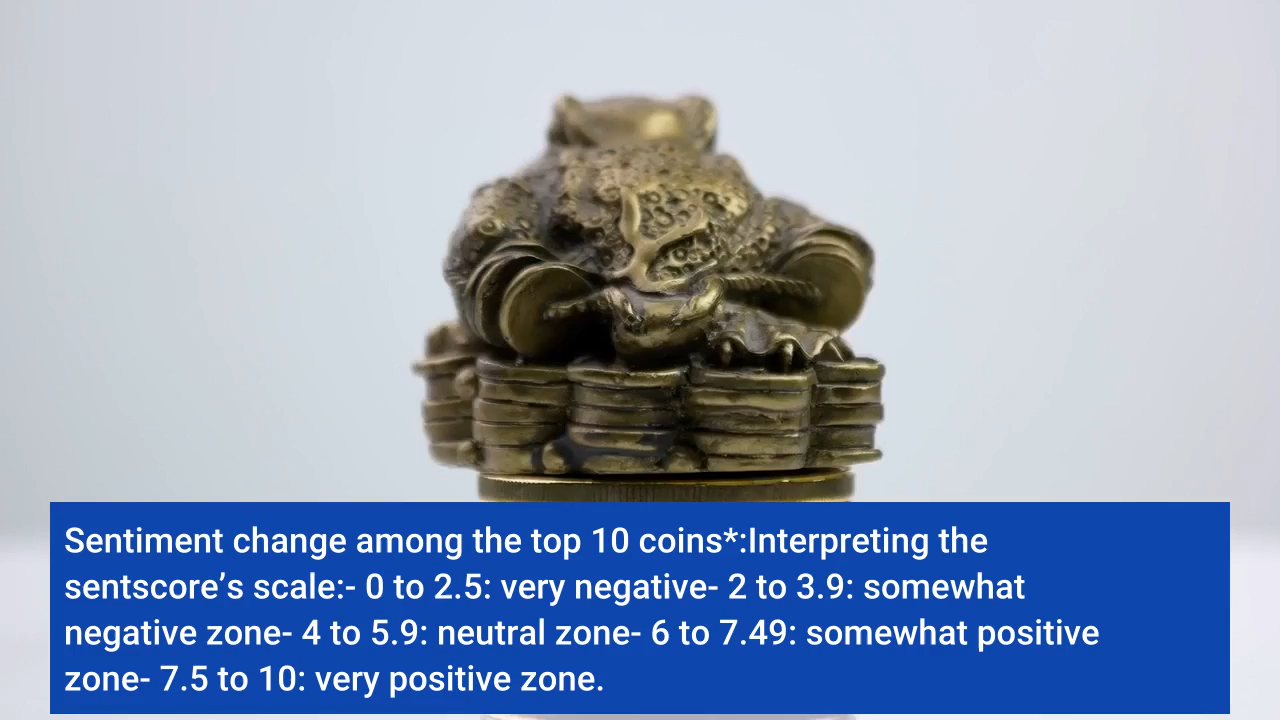 Sentiment change among the top 10 coins*:Interpreting the
sentscore’s scale:- 0 to 2.5: very negative- 2 to 3.9: somewhat
negative zone- 4 to 5.9: neutral zone- 6 to 7.49: somewhat positive
zone- 7.5 to 10: very positive zone.